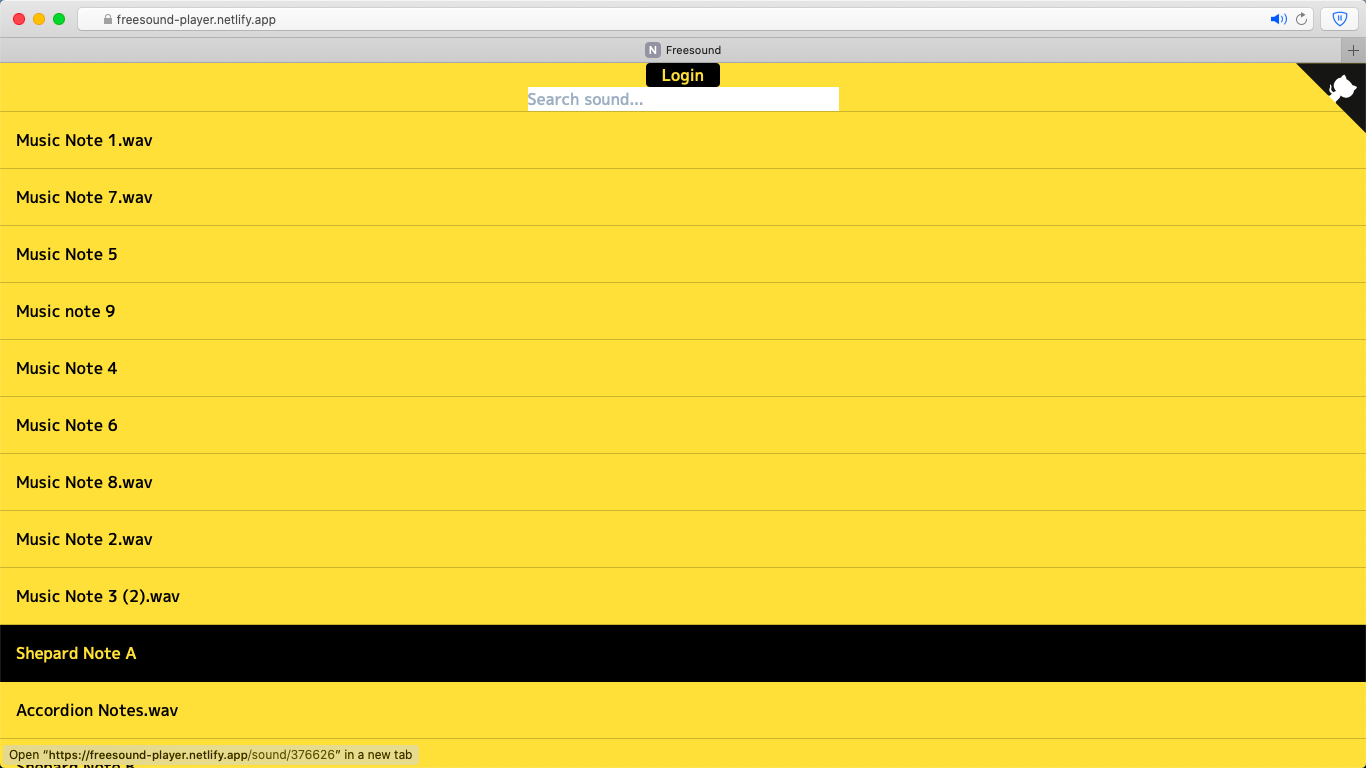 freesound-player.netlify.app
N Freesound
Login
Search sound...
Music Note 1.wav
Music Note 7.wav
Music Note 5
Music note 9
Music Note 4
Music Note 6
Music Note 8.wav
Music Note 2.wav
Music Note 3 (2).wav
Shepard Note A
Accordion Notes.wav
Open "https://freesound-player.netlify.app/sound/376626" in a new tab
Shepard Note B